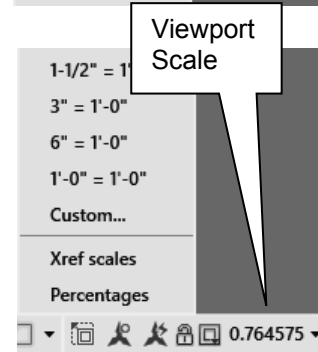 Viewport
Scale
1-1/2" = 1'
3" = 1'-0"
6" = 1'-0"
1'-0" = 1'-0"
Custom...
Xref scales
Percentages
0.764575